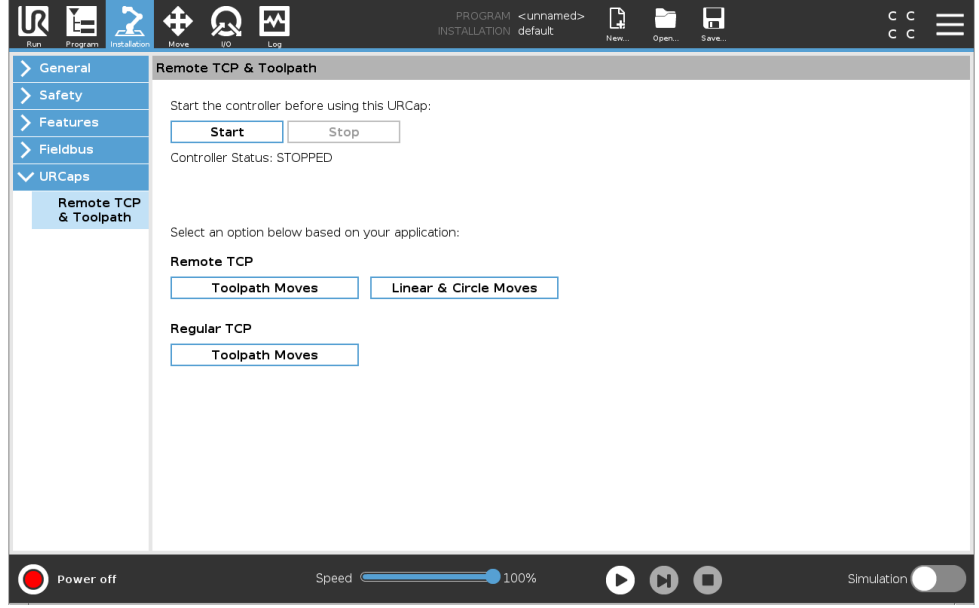 PROGRAM <unnamed>
INSTALLATION default
C C
C C
Run
Program
Installation
Move
I/O
Log
New...
Open...
Save...
General
Safety
Features
Fieldbus
URCaps
Remote TCP
& Toolpath
Remote TCP & Toolpath
Start the controller before using this URCap:
Start Stop
Controller Status: STOPPED
Select an option below based on your application:
Remote TCP
Toolpath Moves Linear & Circle Moves
Regular TCP
Toolpath Moves
Power off
Speed 100%
Simulation